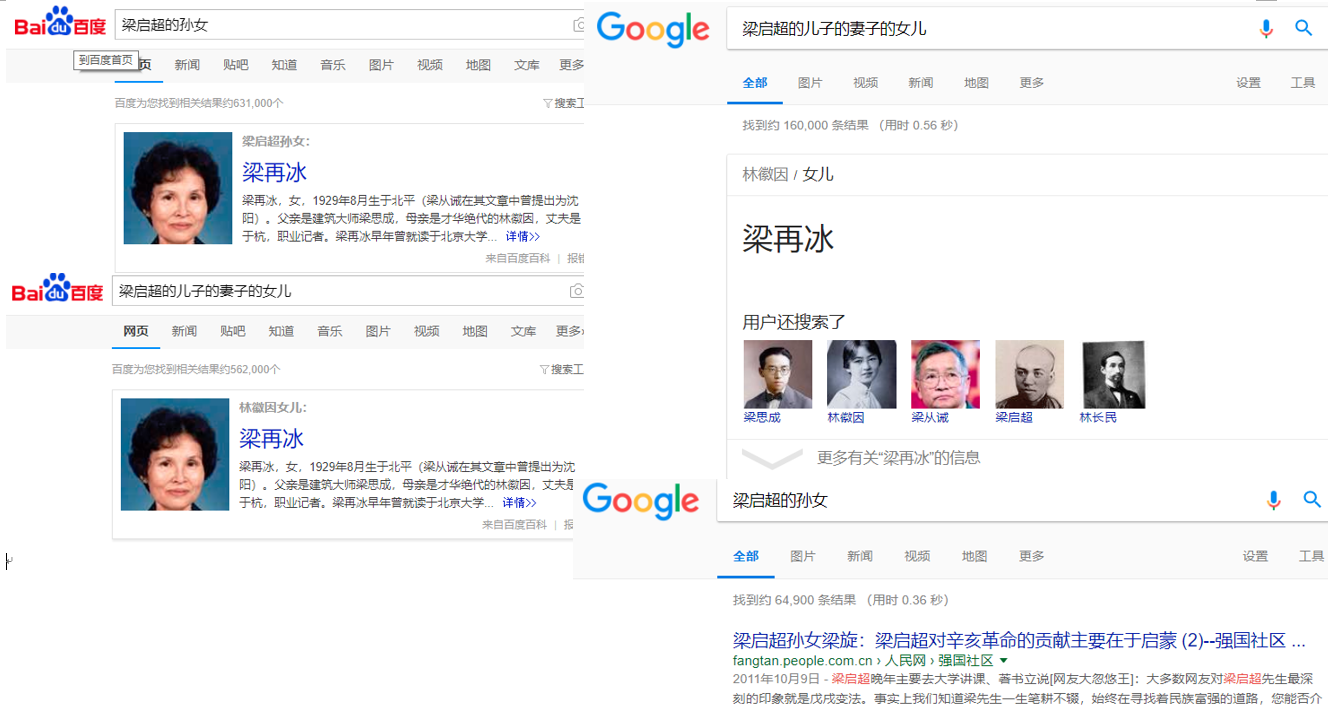 Baidu百度
梁启超的孙女
到百度首页
页 新闻 贴吧 知道 音乐 图片 视频 地图 文库 更多
百度为您找到相关结果约631,000个
搜索工
梁启超孙女：
梁再冰
梁再冰，女，1929年8月生于北平（梁从诫在其文章中曾提出为沈
阳）。父亲是建筑大师梁思成，母亲是才华绝代的林徽因，丈夫是
于杭，职业记者。梁再冰早年曾就读于北京大学... 详情>>
来自百度百科 | 报错
Baidu百度
梁启超的儿子的妻子的女儿
网页 新闻 贴吧 知道 音乐 图片 视频 地图 文库 更多
百度为您找到相关结果约562,000个
搜索工
林徽因女儿：
梁再冰
梁再冰，女，1929年8月生于北平（梁从诫在其文章中曾提出为沈
阳）。父亲是建筑大师梁思成，母亲是才华绝代的林徽因，丈夫是
于杭，职业记者。梁再冰早年曾就读于北京大学... 详情>>
来自百度百科 | 报
Google
梁启超的儿子的妻子的女儿
全部 图片 视频 新闻 地图 更多 设置 工具
找到约 160,000 条结果 （用时 0.56 秒）
林徽因 / 女儿
梁再冰
用户还搜索了
梁思成 林徽因 梁从诫 梁启超 林长民
更多有关“梁再冰”的信息
Google
梁启超的孙女
全部 图片 新闻 视频 地图 更多 设置 工具
找到约 64,900 条结果 （用时 0.36 秒）
梁启超孙女梁旋：梁启超对辛亥革命的贡献主要在于启蒙 (2)--强国社区 ...
fangtan.people.com.cn › 人民网 › 强国社区
2011年10月9日 - 梁启超晚年主要去大学讲课、著书立说[网友大忽悠王]：大多数网友对梁启超先生最深
刻的印象就是戊戌变法。事实上我们知道梁先生一生笔耕不辍，始终在寻找着民族富强的道路，您能否介